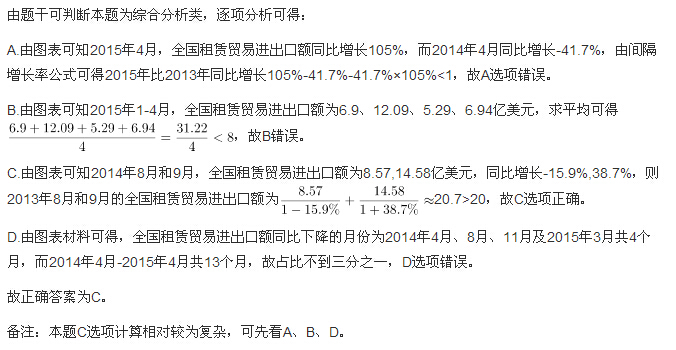 由题干可判断本题为综合分析类，逐项分析可得：
A.由图表可知2015年4月，全国租赁贸易进出口额同比增长105%，而2014年4月同比增长-41.7%，由间隔
增长率公式可得2015年比2013年同比增长105%-41.7%-41.7%×105%<1，故A选项错误。
B.由图表可知2015年1-4月，全国租赁贸易进出口额为6.9、12.09、5.29、6.94亿美元，求平均可得
(6.9+12.09+5.29+6.94)/4=31.22/4<8，故B错误。
C.由图表可知2014年8月和9月，全国租赁贸易进出口额为8.57,14.58亿美元，同比增长-15.9%,38.7%，则
2013年8月和9月的全国租赁贸易进出口额为8.57/(1-15.9%)+14.58/(1+38.7%)≈20.7>20，故C选项正确。
D.由图表材料可得，全国租赁贸易进出口额同比下降的月份为2014年4月、8月、11月及2015年3月共4个
月，而2014年4月-2015年4月共13个月，故占比不到三分之一，D选项错误。
故正确答案为C。
备注：本题C选项计算相对较为复杂，可先看A、B、D。